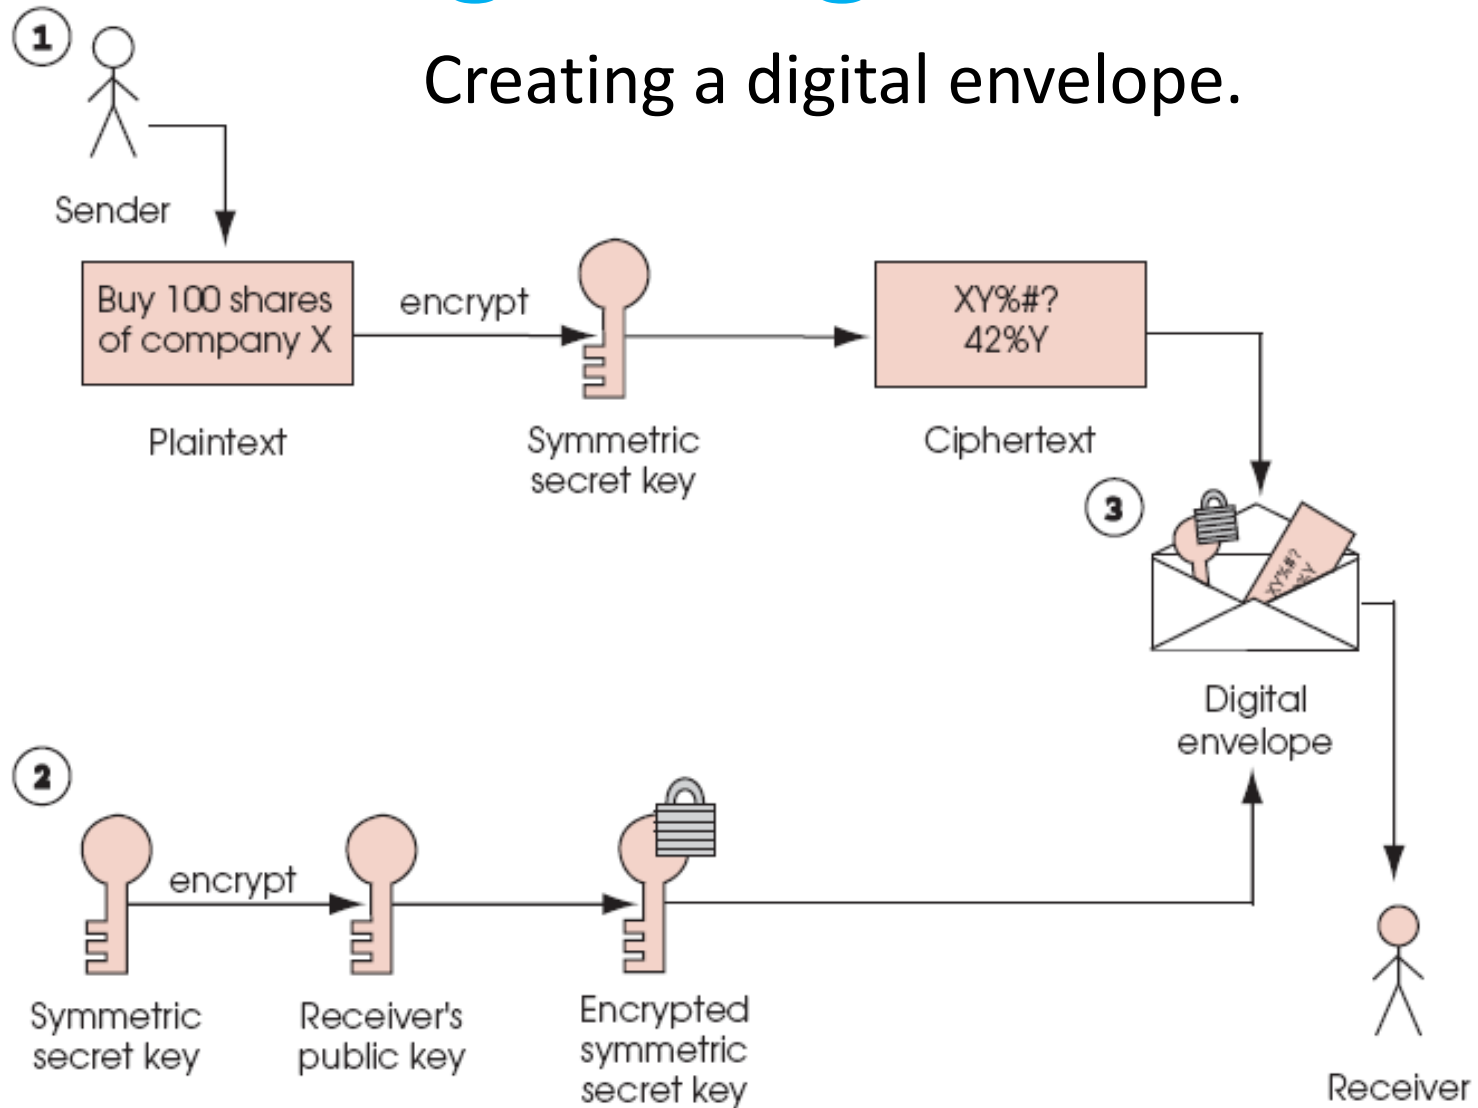 Creating a digital envelope.
1
Sender
Buy 100 shares
of company X
encrypt
XY%#?
42%Y
Plaintext
Symmetric
secret key
Ciphertext
3
XY%#?
%Y
Digital
envelope
2
encrypt
Symmetric
secret key
Receiver's
public key
Encrypted
symmetric
secret key
Receiver